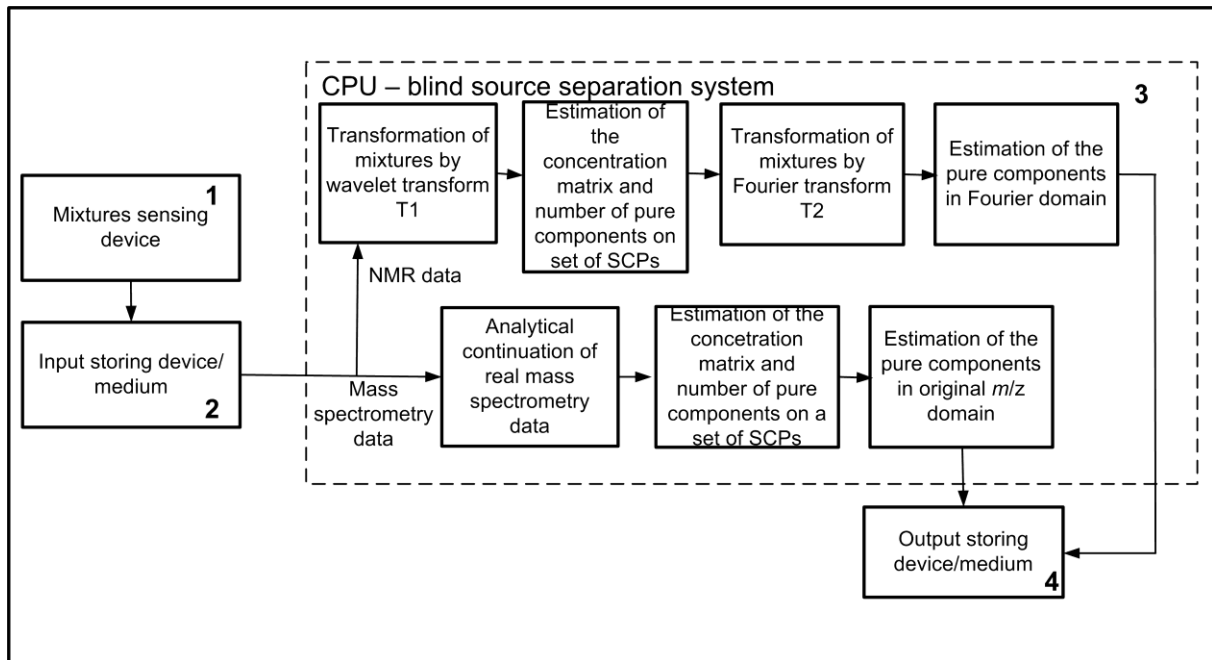 CPU – blind source separation system
3
Transformation of
mixtures by
wavelet transform
T1
Estimation of
the
concentration
matrix and
number of pure
components on
set of SCPs
Transformation of
mixtures by
Fourier transform
T2
Estimation of the
pure components
in Fourier domain
1
Mixtures sensing
device
NMR data
Input storing device/
medium
2
Mass
spectrometry
data
Analytical
continuation of
real mass
spectrometry
data
Estimation of the
concetration
matrix and
number of pure
components on a
set of SCPs
Estimation of the
pure components
in original m/z
domain
Output storing
device/medium
4